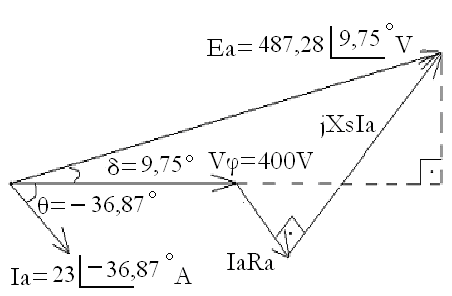 Ea= 487,28 9,75° V
jXsIa
δ= 9,75° Vφ=400V
θ= − 36,87°
Ia= 23 −36,87° A
IaRa